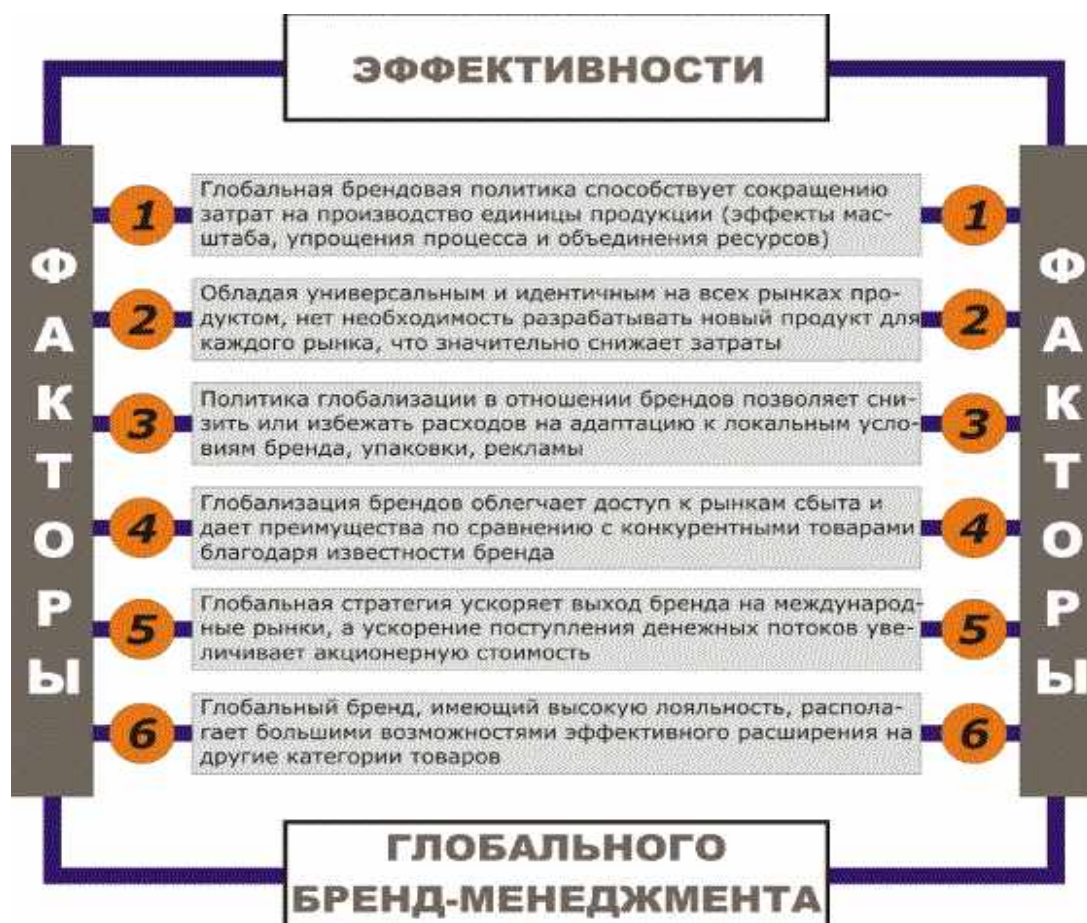 ЭФФЕКТИВНОСТИ
ФАКТОРЫ
1
Глобальная брендовая политика способствует сокращению
затрат на производство единицы продукции (эффекты мас-
штаба, упрощения процесса и объединения ресурсов)
1
2
Обладая универсальным и идентичным на всех рынках про-
дуктом, нет необходимость разрабатывать новый продукт для
каждого рынка, что значительно снижает затраты
2
3
Политика глобализации в отношении брендов позволяет сни-
зить или избежать расходов на адаптацию к локальным усло-
виям бренда, упаковки, рекламы
3
4
Глобализация брендов облегчает доступ к рынкам сбыта и
дает преимущества по сравнению с конкурентными товарами
благодаря известности бренда
4
5
Глобальная стратегия ускоряет выход бренда на международ-
ные рынки, а ускорение поступления денежных потоков уве-
личивает акционерную стоимость
5
6
Глобальный бренд, имеющий высокую лояльность, распола-
гает большими возможностями эффективного расширения на
другие категории товаров
6
ФАКТОРЫ
ГЛОБАЛЬНОГО
БРЕНД-МЕНЕДЖМЕНТА